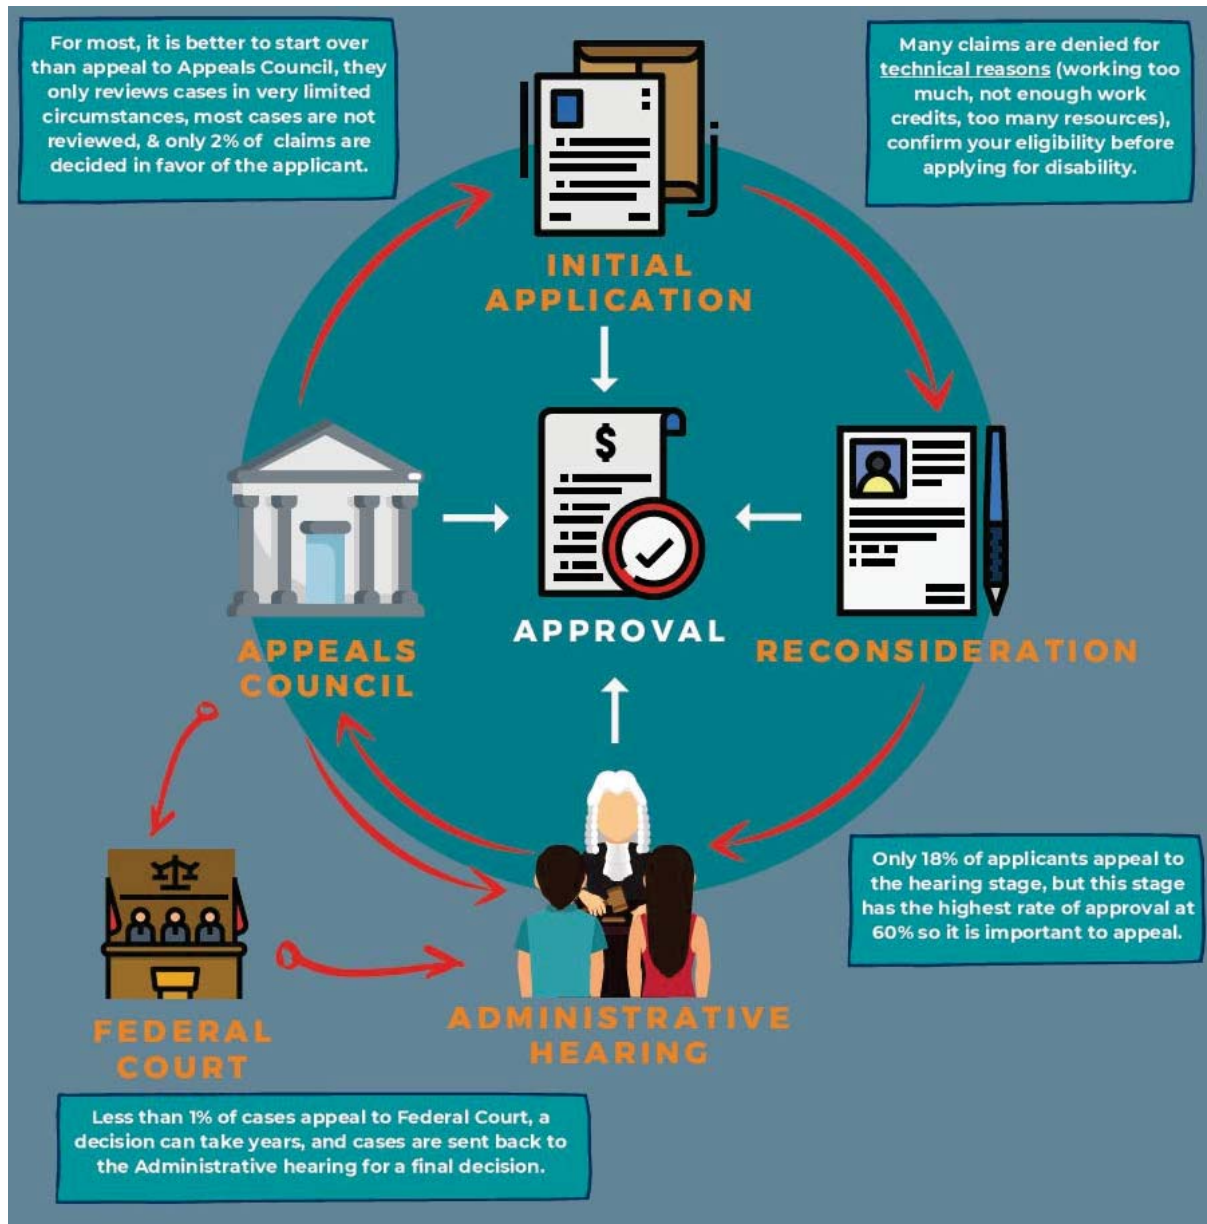 For most, it is better to start over
than appeal to Appeals Council, they
only reviews cases in very limited
circumstances, most cases are not
reviewed, & only 2% of claims are
decided in favor of the applicant.
Many claims are denied for
technical reasons (working too
much, not enough work
credits, too many resources),
confirm your eligibility before
applying for disability.
INITIAL
APPLICATION
$
APPROVAL
APPEALS
COUNCIL
RECONSIDERATION
Only 18% of applicants appeal to
the hearing stage, but this stage
has the highest rate of approval at
60% so it is important to appeal.
FEDERAL
COURT
ADMINISTRATIVE
HEARING
Less than 1% of cases appeal to Federal Court, a
decision can take years, and cases are sent back to
the Administrative hearing for a final decision.